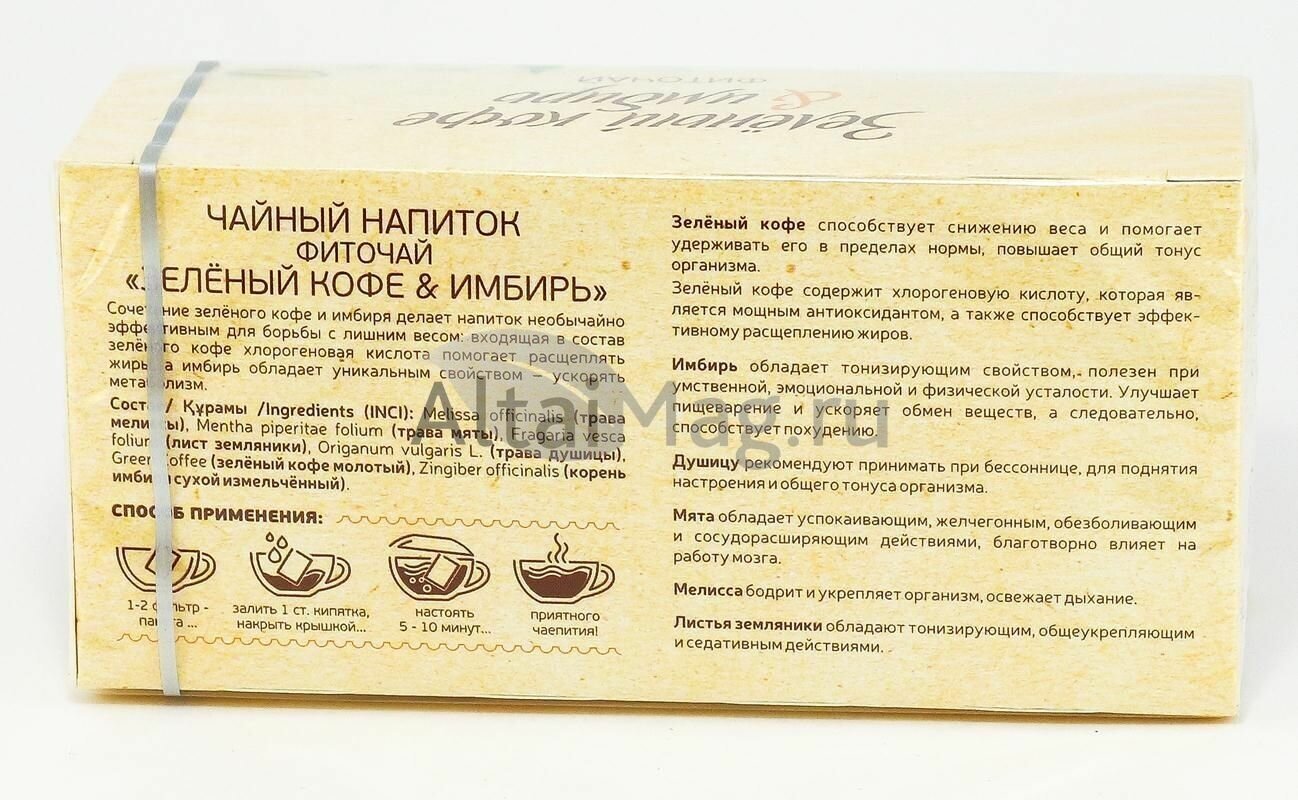 Зелёный кофе
& имбирь
ФИТОЧАЙ
ЧАЙНЫЙ НАПИТОК
ФИТОЧАЙ
«ЗЕЛЁНЫЙ КОФЕ & ИМБИРЬ»
Сочетание зелёного кофе и имбиря делает напиток необычайно
эффективным для борьбы с лишним весом: входящая в состав
зелёного кофе хлорогеновая кислота помогает расщеплять
жиры, а имбирь обладает уникальным свойством – ускорять
метаболизм.
Состав/ Құрамы /Ingredients (INCI): Melissa officinalis (трава
мелиссы), Mentha piperitae folium (трава мяты), Fragaria vesca
folium (лист земляники), Origanum vulgaris L. (трава душицы),
Green coffee (зелёный кофе молотый), Zingiber officinalis (корень
имбиря сухой измельчённый).
СПОСОБ ПРИМЕНЕНИЯ:
1-2 фильтр -
пакета ...
залить 1 ст. кипятка,
накрыть крышкой...
настоять
5 - 10 минут...
приятного
чаепития!
Зелёный кофе способствует снижению веса и помогает
удерживать его в пределах нормы, повышает общий тонус
организма.
Зелёный кофе содержит хлорогеновую кислоту, которая яв-
ляется мощным антиоксидантом, а также способствует эффек-
тивному расщеплению жиров.
Имбирь обладает тонизирующим свойством, полезен при
умственной, эмоциональной и физической усталости. Улучшает
пищеварение и ускоряет обмен веществ, а следовательно,
способствует похудению.
Душицу рекомендуют принимать при бессоннице, для поднятия
настроения и общего тонуса организма.
Мята обладает успокаивающим, желчегонным, обезболивающим
и сосудорасширяющим действиями, благотворно влияет на
работу мозга.
Мелисса бодрит и укрепляет организм, освежает дыхание.
Листья земляники обладают тонизирующим, общеукрепляющим
и седативным действиями.
AltaiMag.ru